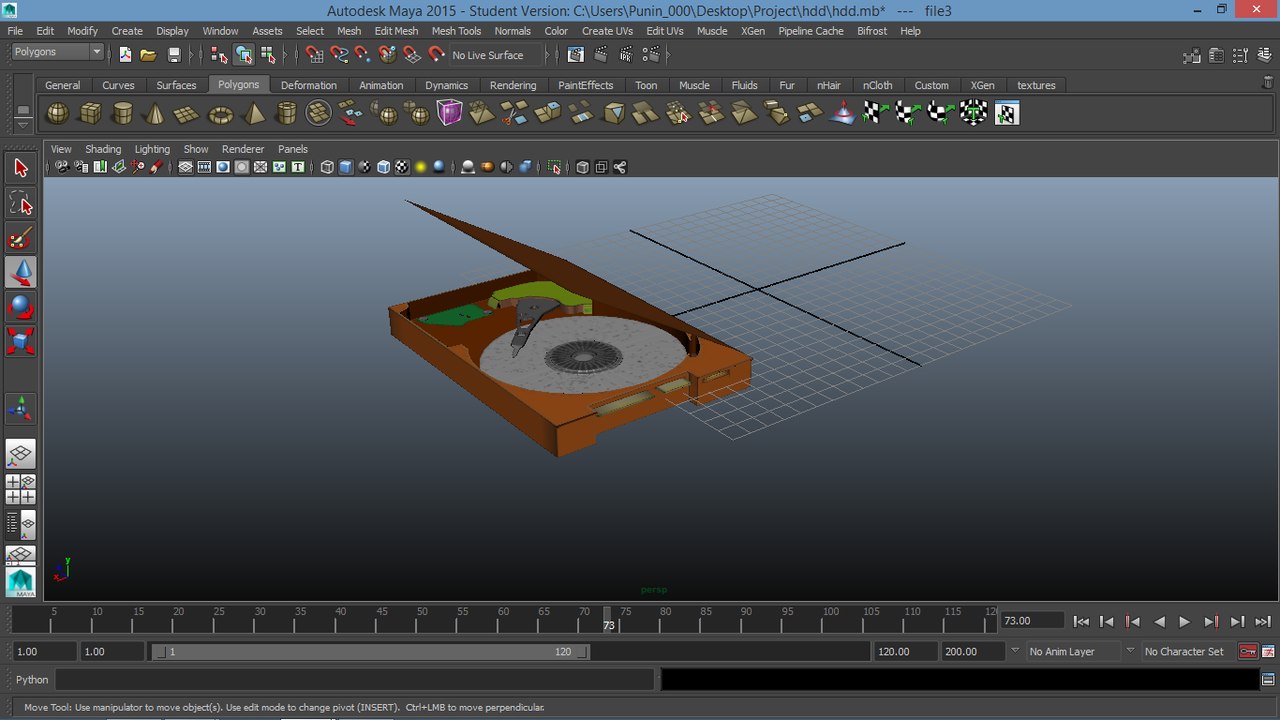 Autodesk Maya 2015 - Student Version: C:\Users\Punin_000\Desktop\Project\hdd\hdd.mb* --- file3
File Edit Modify Create Display Window Assets Select Mesh Edit Mesh Mesh Tools Normals Color Create UVs Edit UVs Muscle XGen Pipeline Cache Bifrost Help
Polygons No Live Surface
General Curves Surfaces Polygons Deformation Animation Dynamics Rendering PaintEffects Toon Muscle Fluids Fur nHair nCloth Custom XGen textures
View Shading Lighting Show Renderer Panels
y
x
MAYA
persp
5 10 15 20 25 30 35 40 45 50 55 60 65 70 75 80 85 90 95 100 105 110 115 73.00
73
1.00 1.00 1 120 120.00 200.00 No Anim Layer No Character Set
Python
Move Tool: Use manipulator to move object(s). Use edit mode to change pivot (INSERT). Ctrl+LMB to move perpendicular.